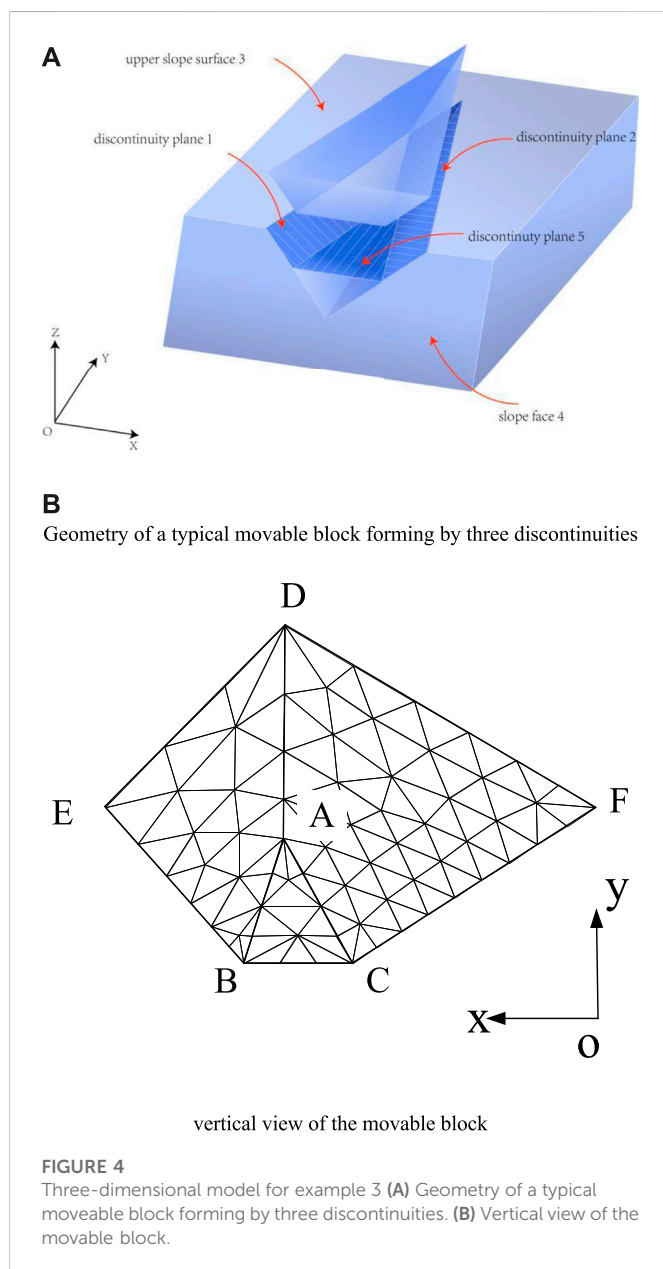 A
upper slope surface 3
discontinuity plane 1
discontinuity plane 2
discontinuty plane 5
slope face 4
Z
Y
O
X
B
Geometry of a typical movable block forming by three discontinuities
D
E
A
F
B
C
y
x
o
vertical view of the movable block
FIGURE 4
Three-dimensional model for example 3 (A) Geometry of a typical
moveable block forming by three discontinuities. (B) Vertical view of the
movable block.